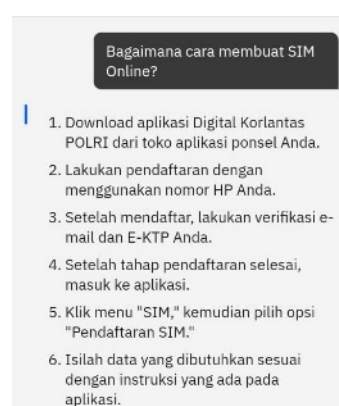 Bagaimana cara membuat SIM
Online?
1. Download aplikasi Digital Korlantas
POLRI dari toko aplikasi ponsel Anda.
2. Lakukan pendaftaran dengan
menggunakan nomor HP Anda.
3. Setelah mendaftar, lakukan verifikasi e-
mail dan E-KTP Anda.
4. Setelah tahap pendaftaran selesai,
masuk ke aplikasi.
5. Klik menu "SIM," kemudian pilih opsi
"Pendaftaran SIM."
6. Isilah data yang dibutuhkan sesuai
dengan instruksi yang ada pada
aplikasi.